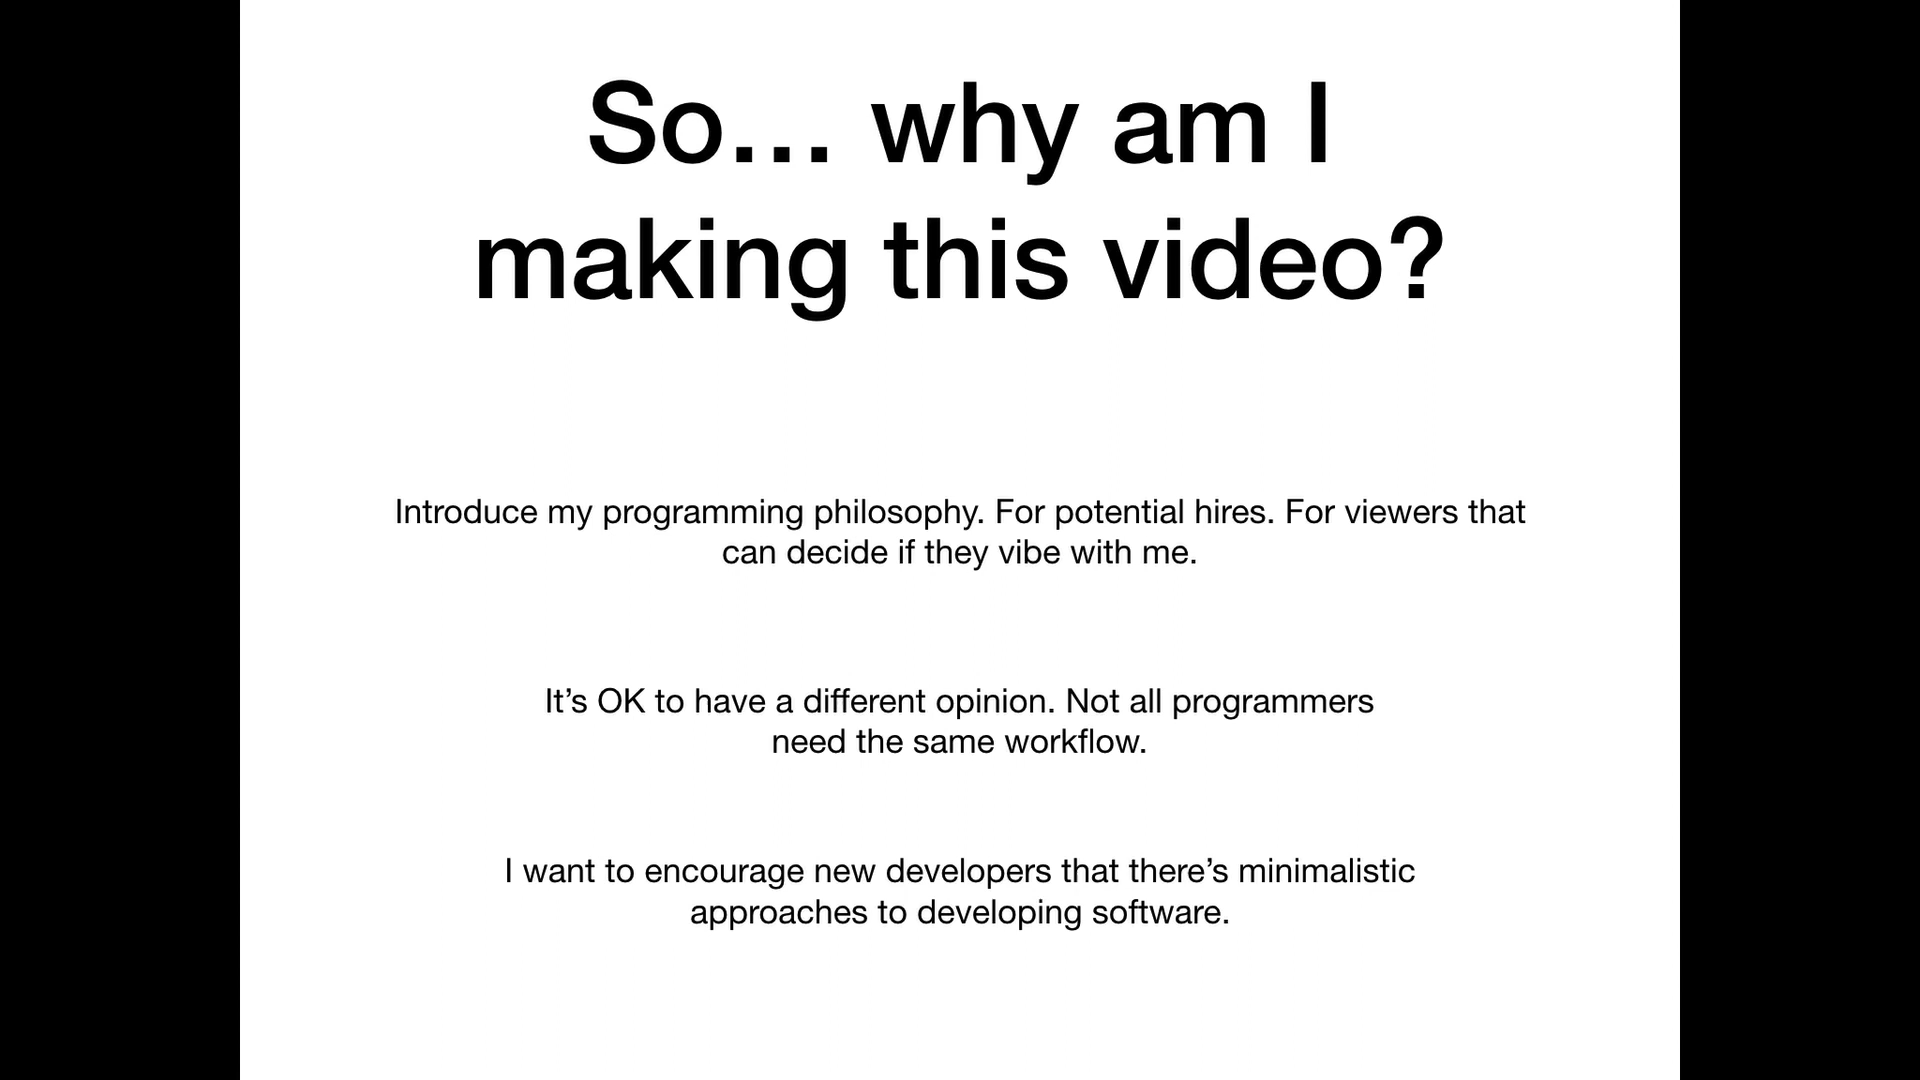 So... why am I
making this video?
Introduce my programming philosophy. For potential hires. For viewers that
can decide if they vibe with me.
It’s OK to have a different opinion. Not all programmers
need the same workflow.
I want to encourage new developers that there’s minimalistic
approaches to developing software.